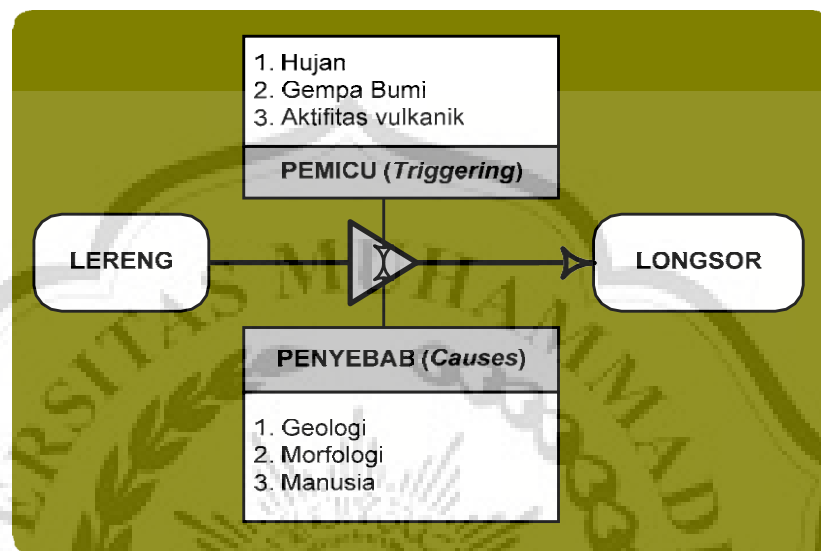 1. Hujan
2. Gempa Bumi
3. Aktifitas vulkanik
PEMICU (Triggering)
LERENG
LONGSOR
PENYEBAB (Causes)
1. Geologi
2. Morfologi
3. Manusia